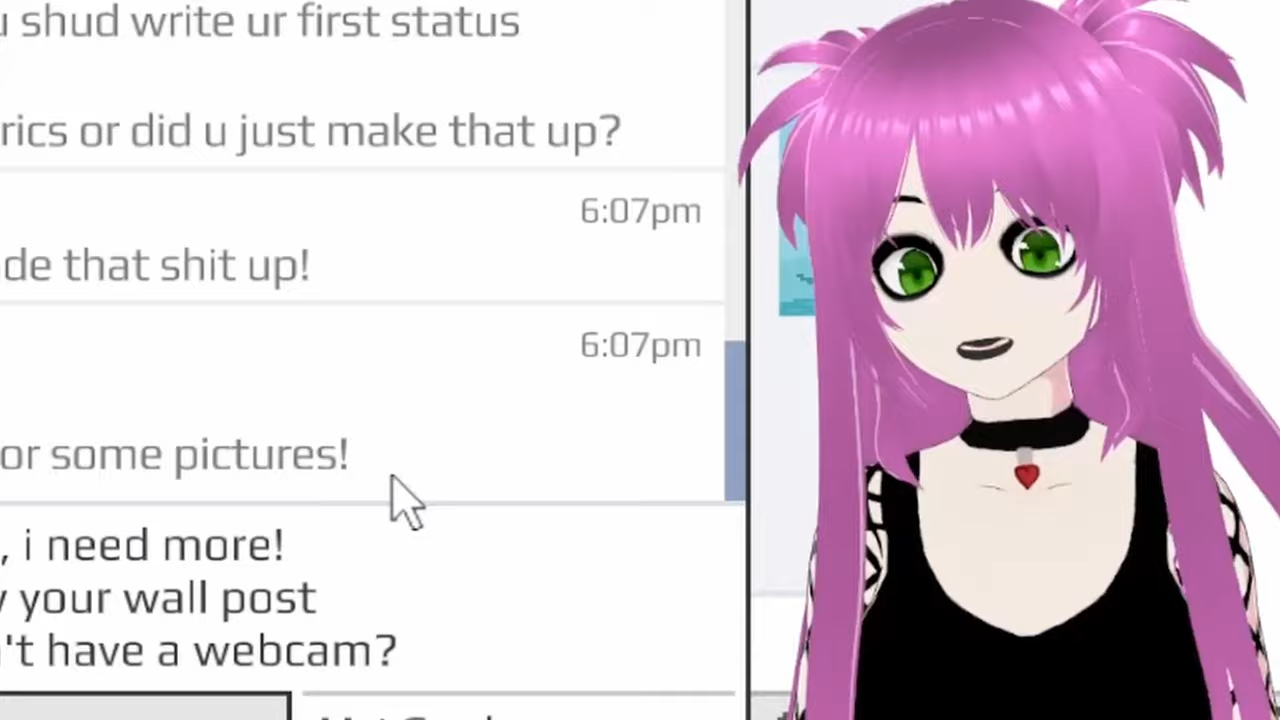 u shud write ur first status
rics or did u just make that up?
6:07pm
de that shit up!
6:07pm
or some pictures!
, i need more!
your wall post
't have a webcam?